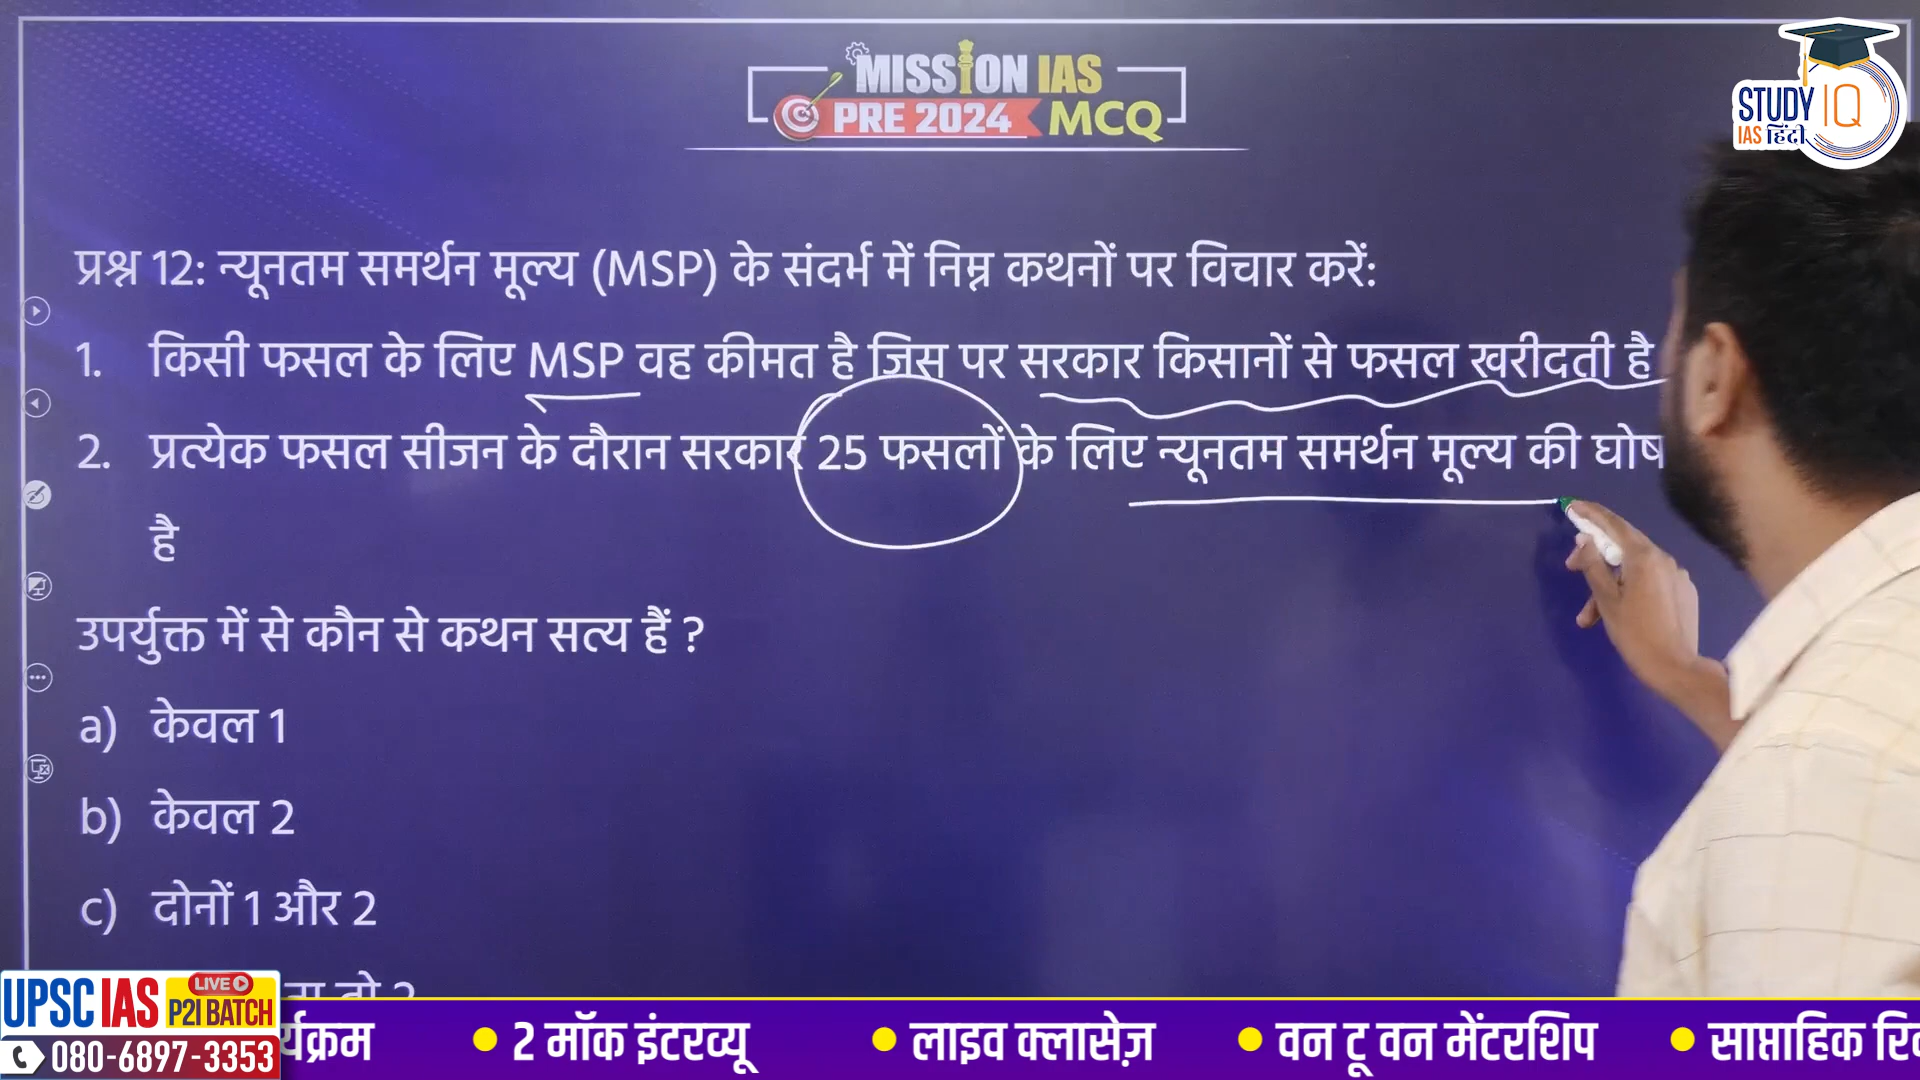 MISSION IAS
PRE 2024 MCQ
STUDY IQ
IAS हिंदी
प्रश्न 12: न्यूनतम समर्थन मूल्य (MSP) के संदर्भ में निम्न कथनों पर विचार करें:
1. किसी फसल के लिए MSP वह कीमत है जिस पर सरकार किसानों से फसल खरीदती है
2. प्रत्येक फसल सीजन के दौरान सरकार 25 फसलों के लिए न्यूनतम समर्थन मूल्य की
है
उपर्युक्त में से कौन से कथन सत्य हैं ?
a) केवल 1
b) केवल 2
c) दोनों 1 और 2
UPSC IAS LIVE P2I BATCH
080-6897-3353
• 2 मॉक इंटरव्यू • लाइव क्लासेज़ • वन टू वन मेंटरशिप • साप्ताहिक